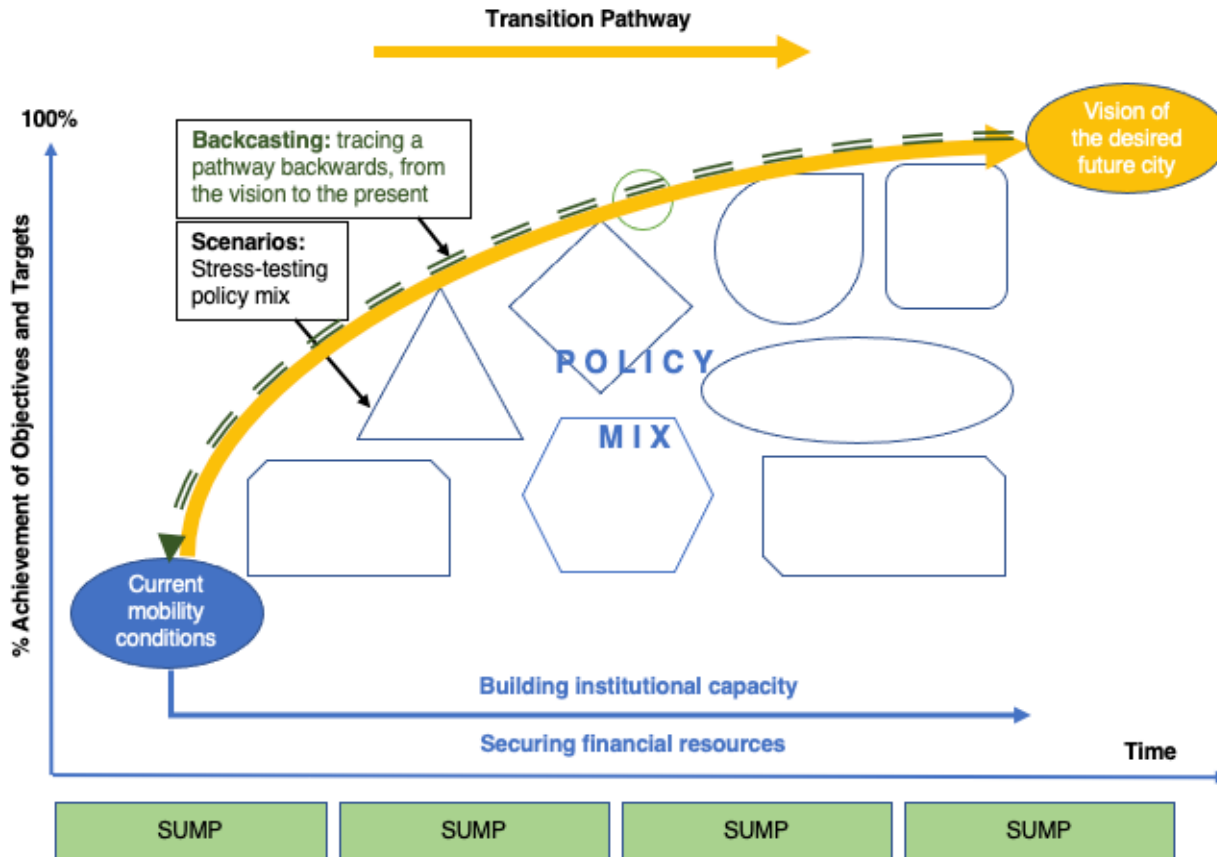 Transition Pathway
100%
Vision of
the desired
future city
Backcasting: tracing a
pathway backwards, from
the vision to the present
Scenarios:
Stress-testing
policy mix
POLICY
MIX
% Achievement of Objectives and Targets
Current
mobility
conditions
Building institutional capacity
Securing financial resources
Time
SUMP
SUMP
SUMP
SUMP